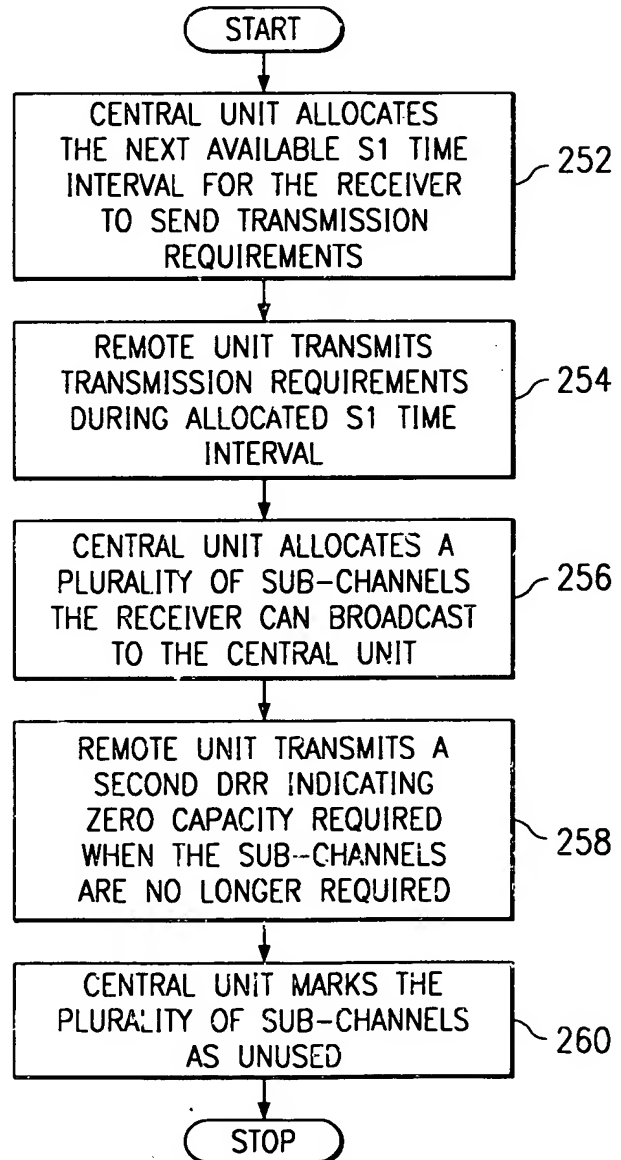 START
CENTRAL UNIT ALLOCATES
THE NEXT AVAILABLE S1 TIME
INTERVAL FOR THE RECEIVER
TO SEND TRANSMISSION
REQUIREMENTS
252
REMOTE UNIT TRANSMITS
TRANSMISSION REQUIREMENTS
DURING ALLOCATED S1 TIME
INTERVAL
254
CENTRAL UNIT ALLOCATES A
PLURALITY OF SUB-CHANNELS
THE RECEIVER CAN BROADCAST
TO THE CENTRAL UNIT
256
REMOTE UNIT TRANSMITS A
SECOND DRR INDICATING
ZERO CAPACITY REQUIRED
WHEN THE SUB-CHANNELS
ARE NO LONGER REQUIRED
258
CENTRAL UNIT MARKS THE
PLURALITY OF SUB-CHANNELS
AS UNUSED
260
STOP